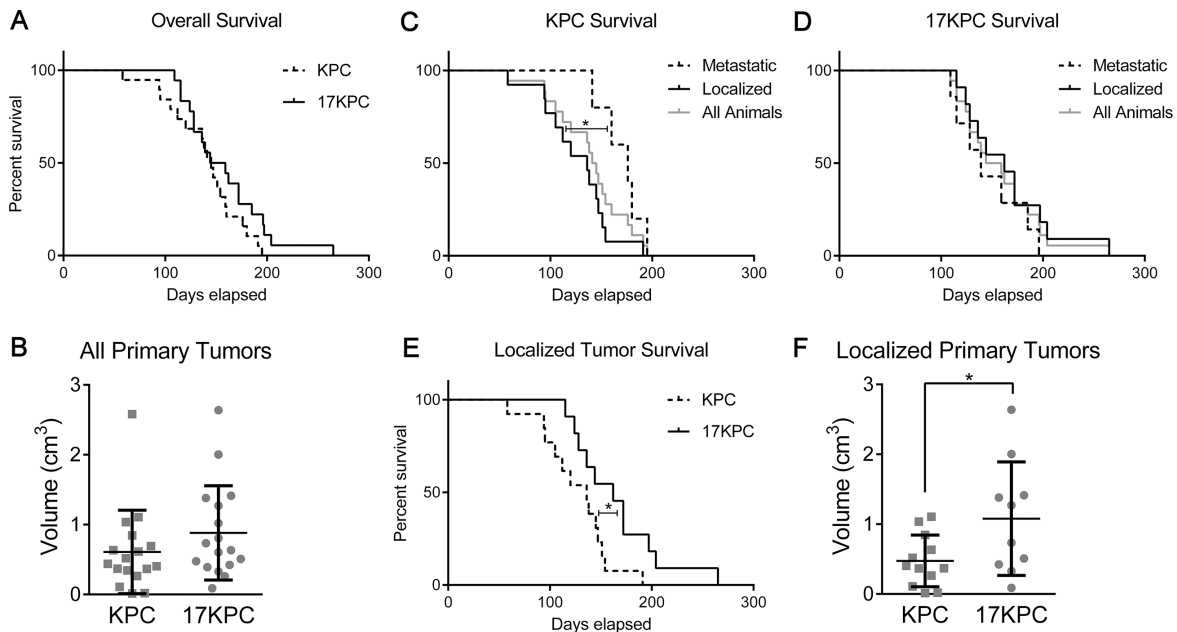 A
Overall Survival
100
50
0
Percent survival
0 100 200 300
Days elapsed
KPC
17KPC
C
KPC Survival
100
50
0
0 100 200 300
Days elapsed
Metastatic
Localized
All Animals
*
D
17KPC Survival
100
50
0
0 100 200 300
Days elapsed
Metastatic
Localized
All Animals
B
All Primary Tumors
3
2
1
0
Volume (cm³)
KPC 17KPC
E
Localized Tumor Survival
100
50
0
Percent survival
0 100 200 300
Days elapsed
KPC
17KPC
*
F
Localized Primary Tumors
*
3
2
1
0
Volume (cm³)
KPC 17KPC